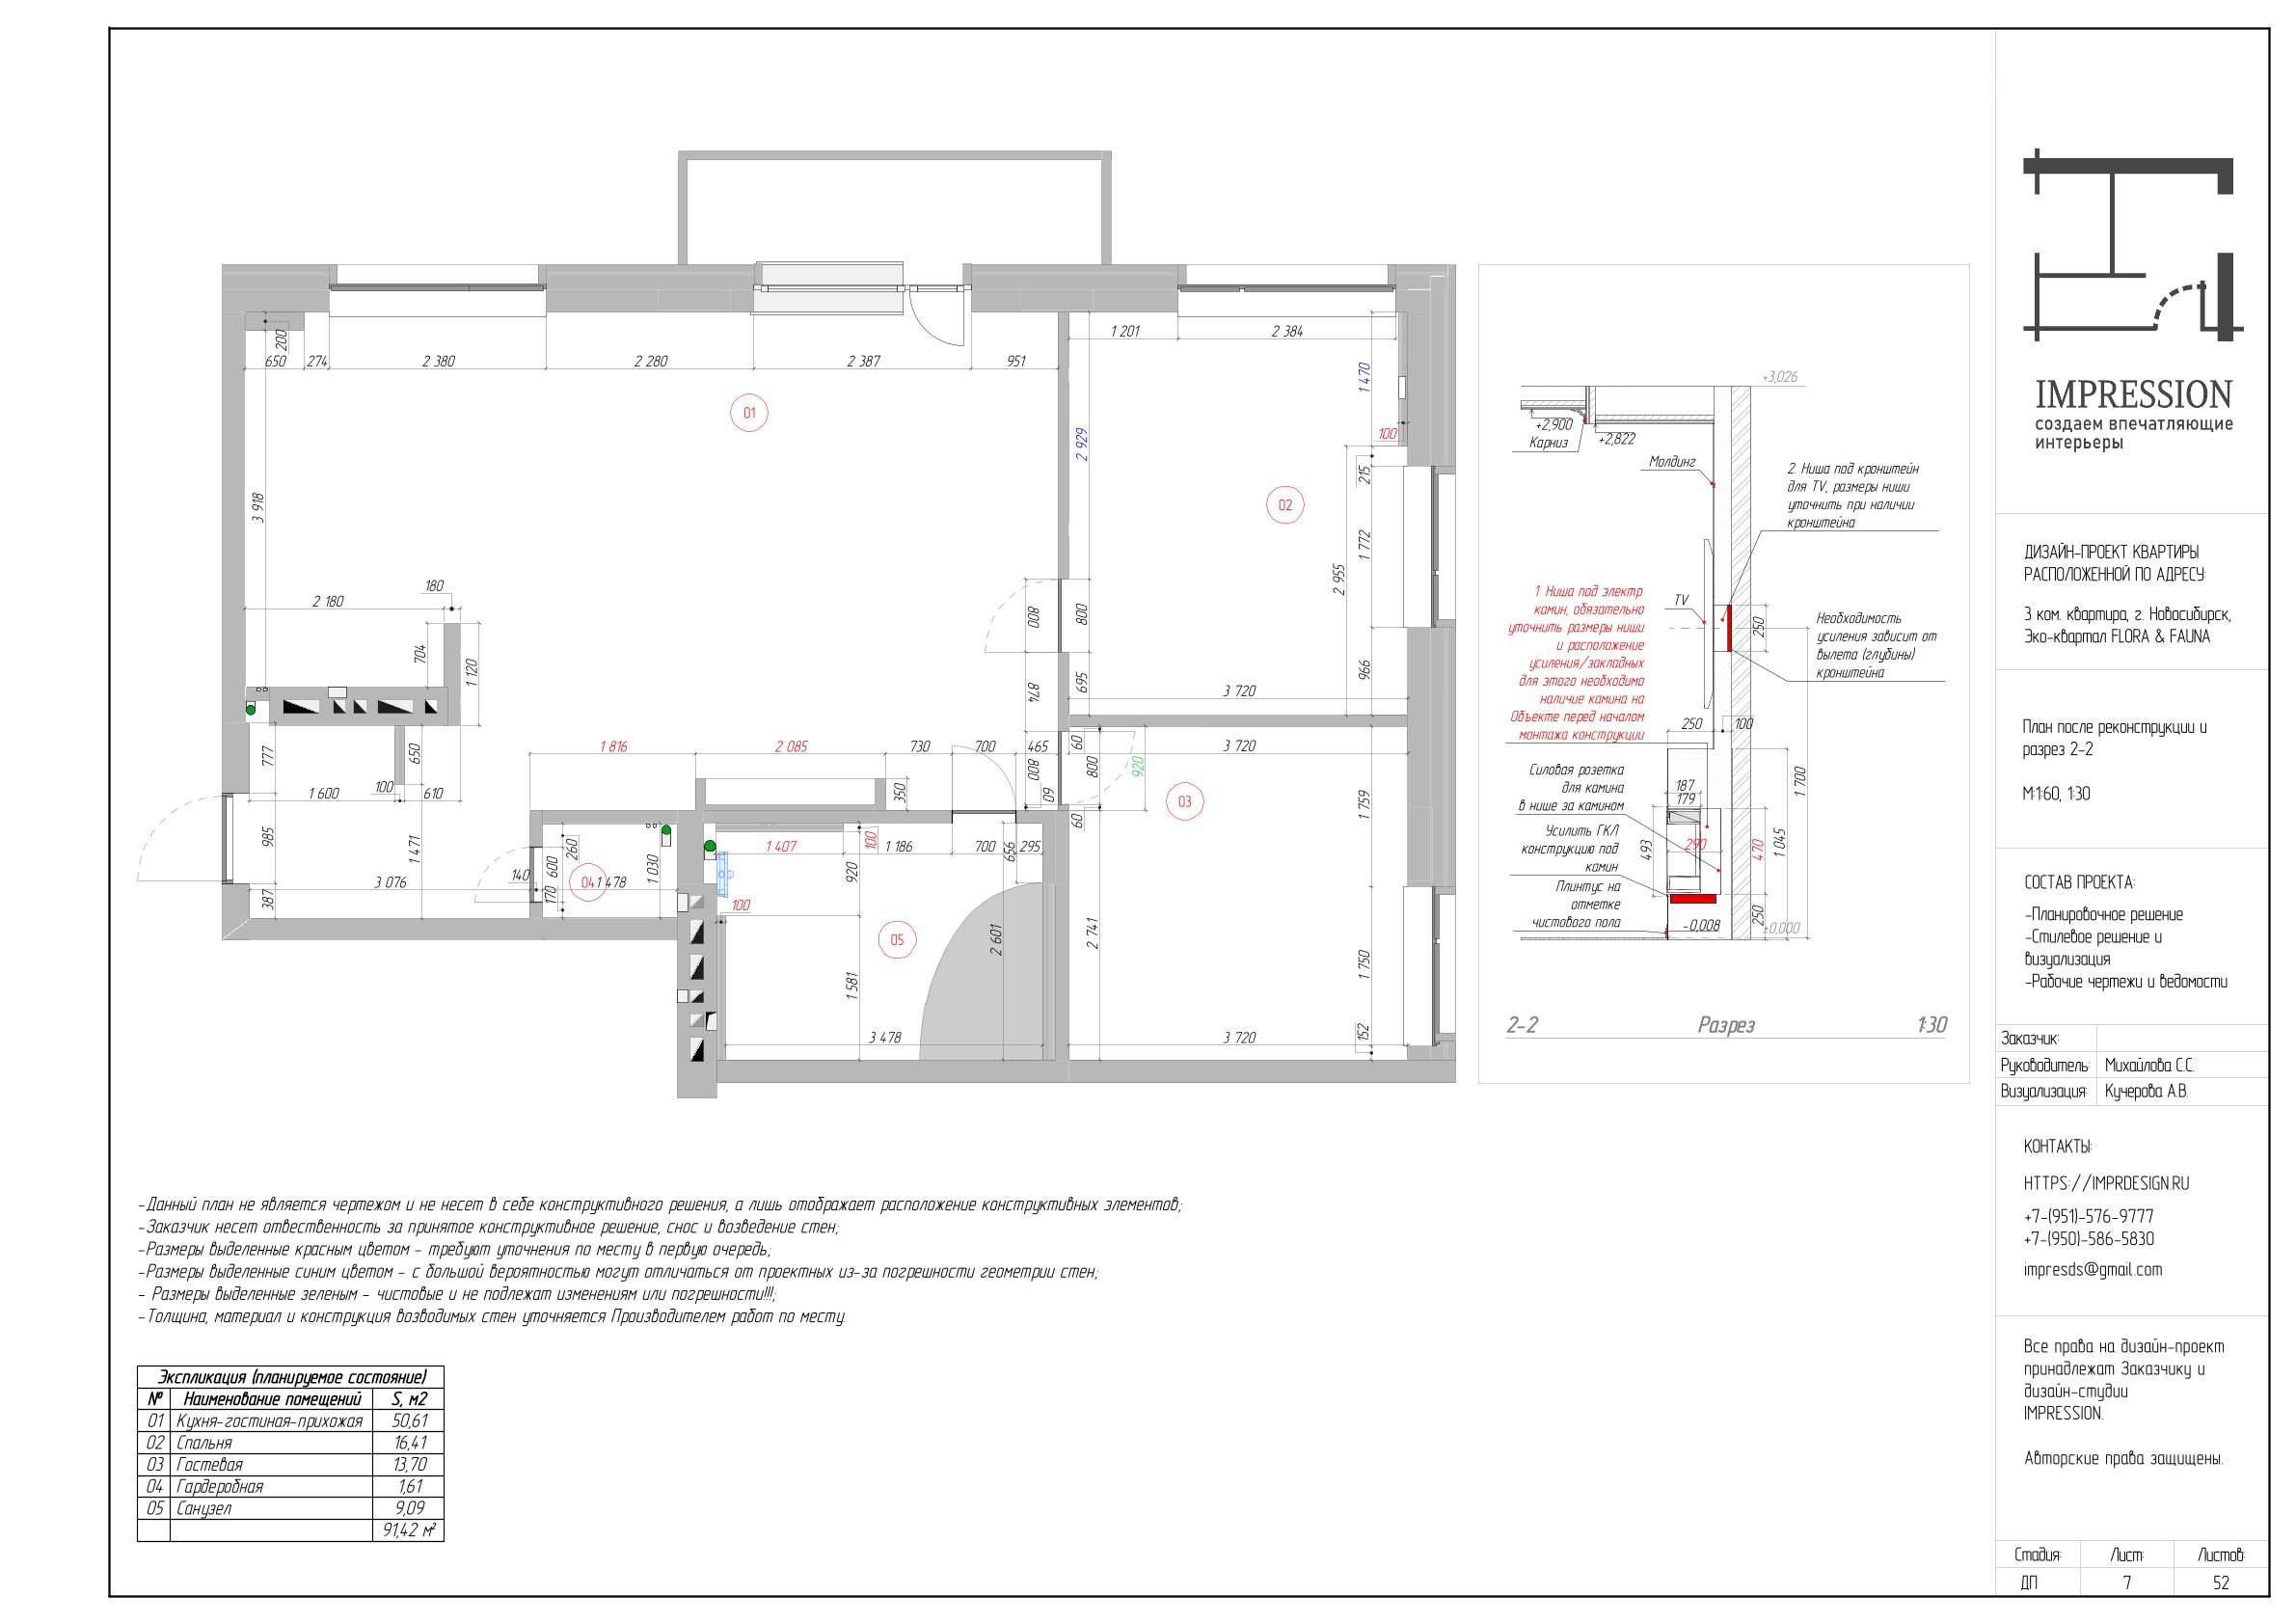 200
650 274 2 380 2 280 2 387 951
1 201 2 384
1 470
01
2 929
100
3 918
215
02
1 772
2 955
180
2 180
800 800
704
1 120
695
966
874
3 720
777
650
1 816 2 085 730 700 465
60
800
800
920
3 720
1 600 100 610
350
60
60
03
1 759
985
1 471
260
600
140
170
04
1 478
1 030
3 076
387
1 407 100 1 186 700 656 295
920
100
05
2 601
2 741
1 581
1 750
3 478
3 720
152
+3,026
+2,900
Карниз
+2,822
Молдинг
2. Ниша под кронштейн
для TV, размеры ниши
уточнить при наличии
кронштейна
1. Ниша под электр.
камин, обязательно
уточнить размеры ниши
и расположение
усиления/закладных
для этого необходимо
наличие камина на
Объекте перед началом
монтажа конструкции
TV
250
Необходимость
усиления зависит от
вылета (глубины)
кронштейна
250 100
Силовая розетка
для камина
в нише за камином
187
179
1 700
Усилить ГКЛ
конструкцию под
камин
493
290
470
1 045
Плинтус на
отметке
чистового пола
-0,008
250
±0,000
2-2 Разрез 1:30
-Данный план не является чертежом и не несет в себе конструктивного решения, а лишь отображает расположение конструктивных элементов;
-Заказчик несет отвественность за принятое конструктивное решение, снос и возведение стен;
-Размеры выделенные красным цветом - требуют уточнения по месту в первую очередь;
-Размеры выделенные синим цветом - с большой вероятностью могут отличаться от проектных из-за погрешности геометрии стен;
- Размеры выделенные зеленым - чистовые и не подлежат изменениям или погрешности!!!;
-Толщина, материал и конструкция возводимых стен уточняется Производителем работ по месту.
Экспликация (планируемое состояние)
№ Наименование помещений S, м2
01 Кухня-гостиная-прихожая 50,61
02 Спальня 16,41
03 Гостевая 13,70
04 Гардеробная 1,61
05 Санузел 9,09
91,42 м²
IMPRESSION
создаем впечатляющие
интерьеры
ДИЗАЙН-ПРОЕКТ КВАРТИРЫ
РАСПОЛОЖЕННОЙ ПО АДРЕСУ:
3 ком. квартира, г. Новосибирск,
Эко-квартал FLORA & FAUNA
План после реконструкции и
разрез 2-2
М:1:60, 1:30
СОСТАВ ПРОЕКТА:
-Планировочное решение
-Стилевое решение и
визуализация
-Рабочие чертежи и ведомости
Заказчик:
Руководитель: Михайлова С.С.
Визуализация: Кучерова А.В.
КОНТАКТЫ:
HTTPS://IMPRDESIGN.RU
+7-(951)-576-9777
+7-(950)-586-5830
impresds@gmail.com
Все права на дизайн-проект
принадлежат Заказчику и
дизайн-студии
IMPRESSION.
Авторские права защищены.
Стадия: Лист: Листов:
ДП 7 52